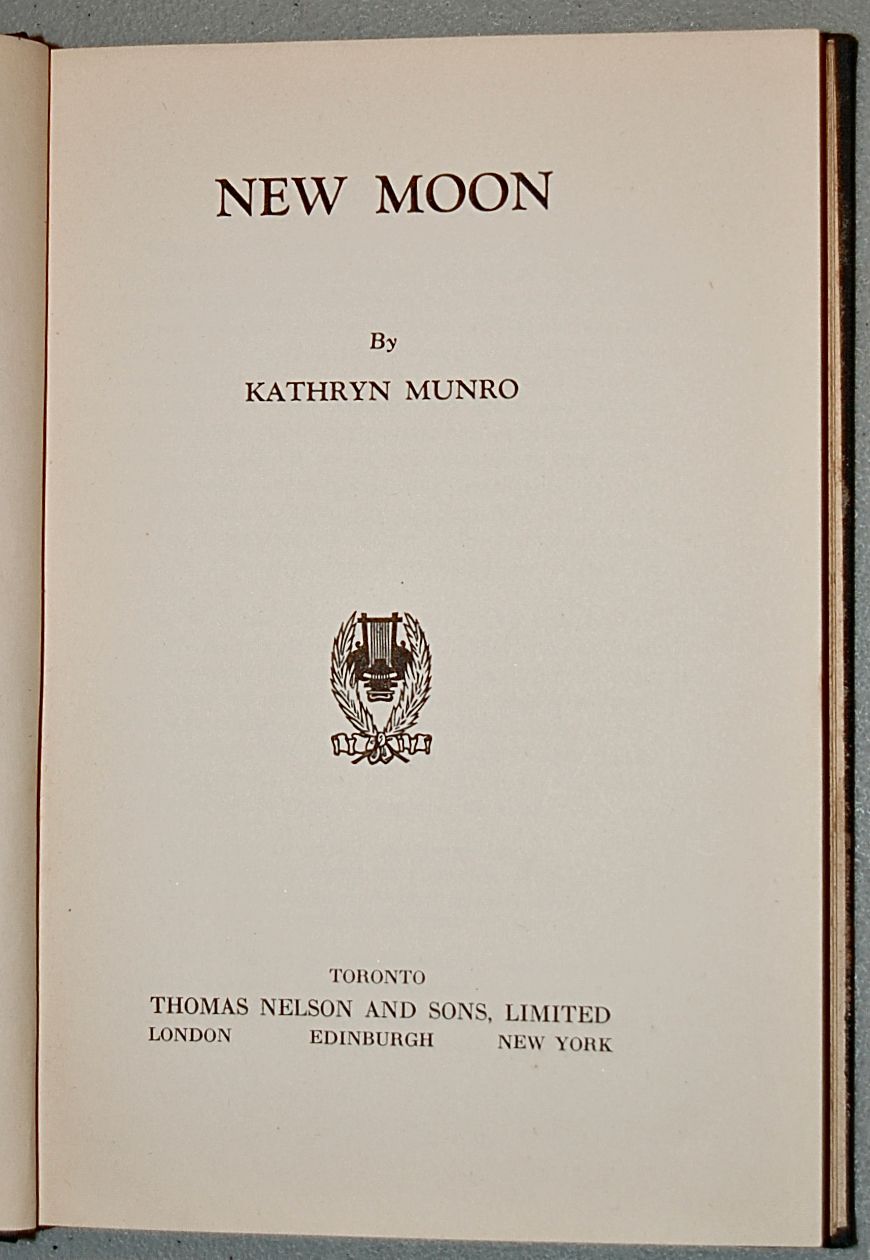 NEW MOON
By
KATHRYN MUNRO
TORONTO
THOMAS NELSON AND SONS, LIMITED
LONDON EDINBURGH NEW YORK